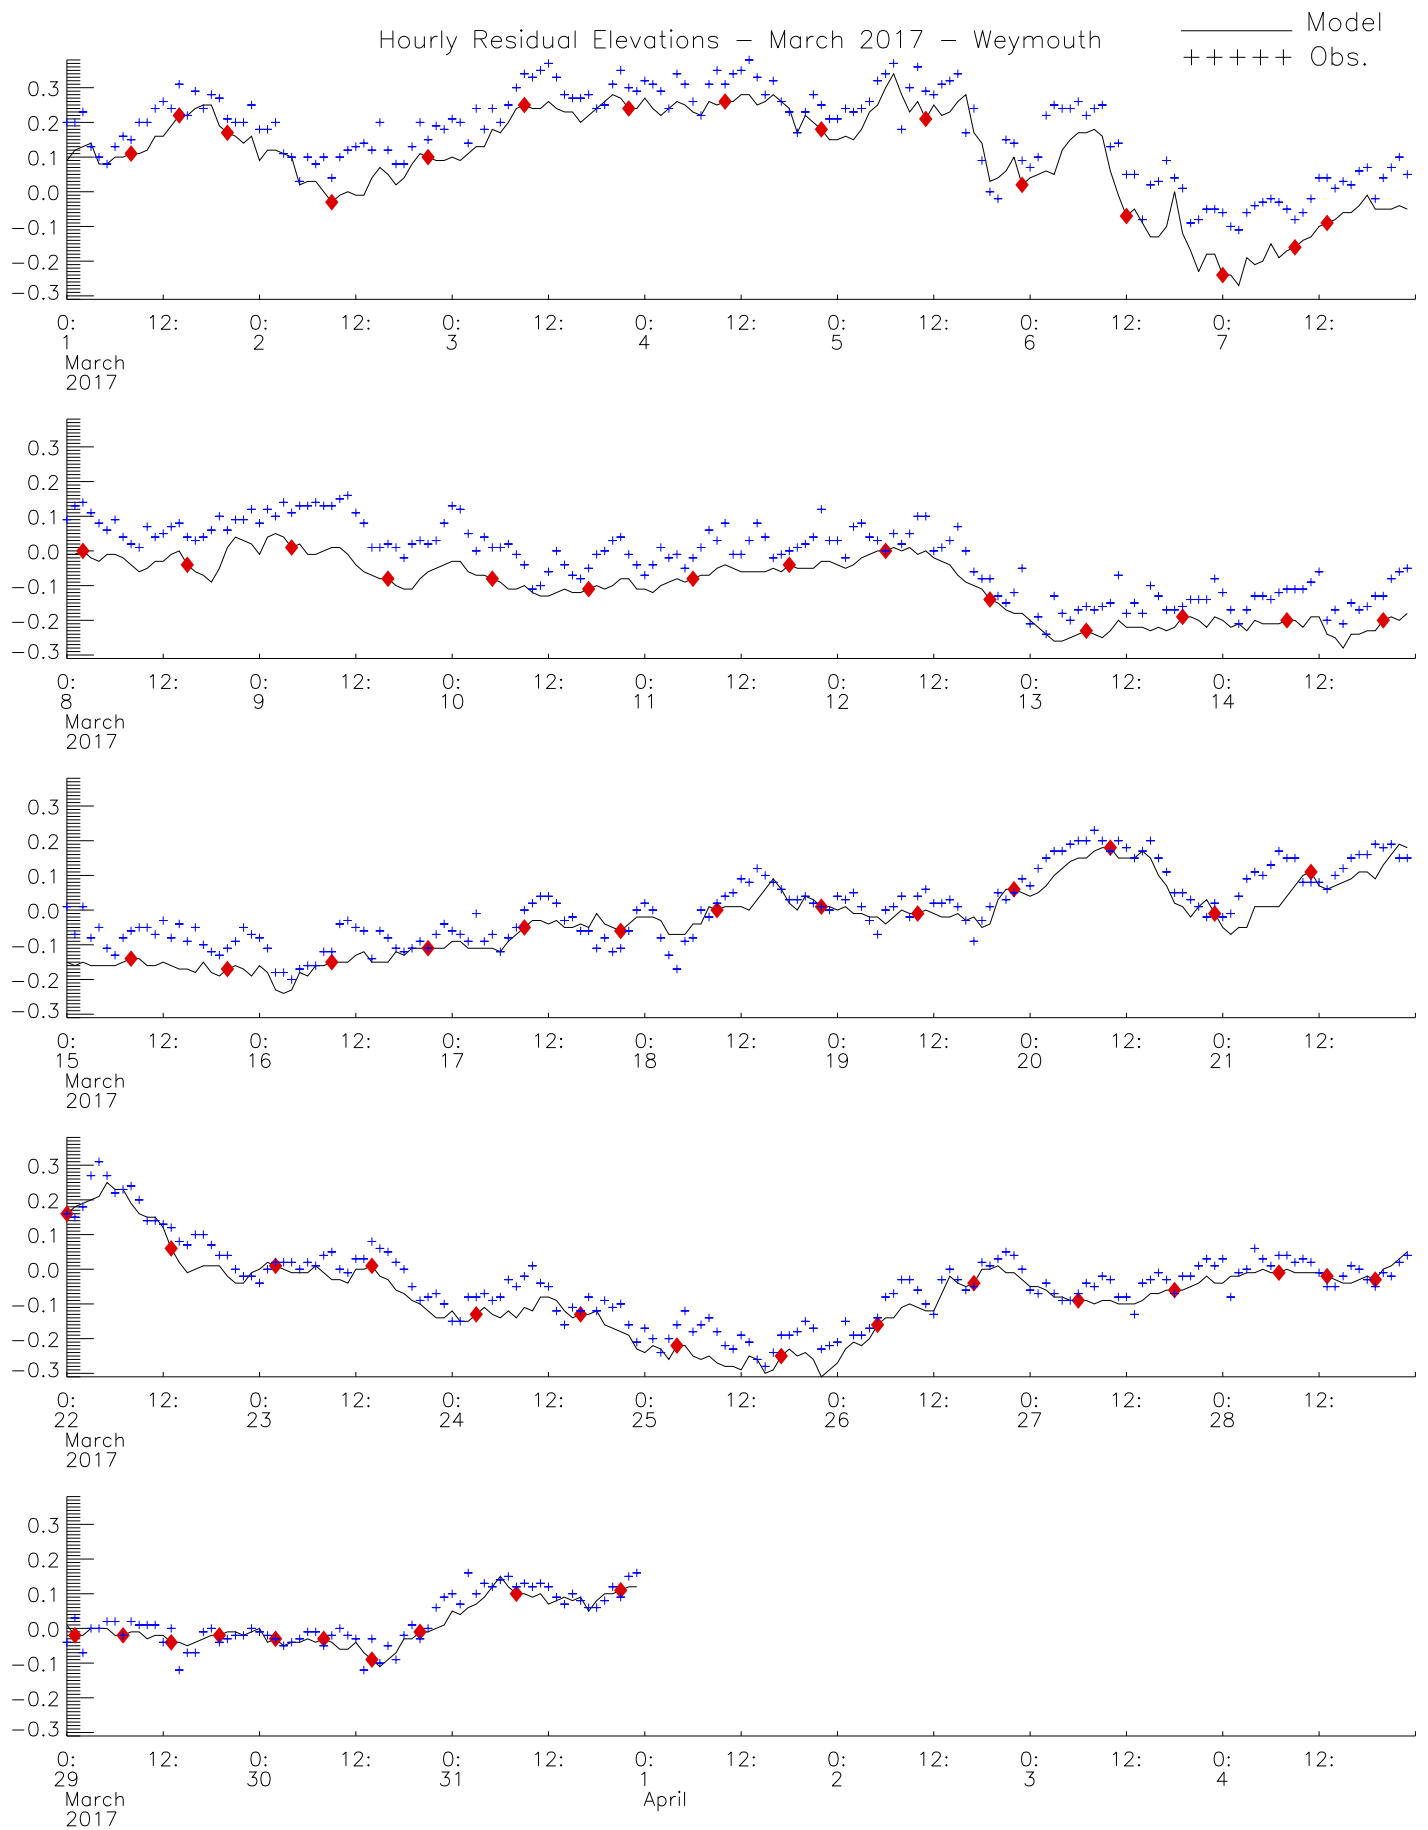 Hourly Residual Elevations – March 2017 – Weymouth
Model
+++++ Obs.
0.3
0.2
0.1
0.0
−0.1
−0.2
−0.3
0: 12: 0: 12: 0: 12: 0: 12: 0: 12: 0: 12: 0: 12:
1 2 3 4 5 6 7
March
2017
0.3
0.2
0.1
0.0
−0.1
−0.2
−0.3
0: 12: 0: 12: 0: 12: 0: 12: 0: 12: 0: 12: 0: 12:
8 9 10 11 12 13 14
March
2017
0.3
0.2
0.1
0.0
−0.1
−0.2
−0.3
0: 12: 0: 12: 0: 12: 0: 12: 0: 12: 0: 12: 0: 12:
15 16 17 18 19 20 21
March
2017
0.3
0.2
0.1
0.0
−0.1
−0.2
−0.3
0: 12: 0: 12: 0: 12: 0: 12: 0: 12: 0: 12: 0: 12:
22 23 24 25 26 27 28
March
2017
0.3
0.2
0.1
0.0
−0.1
−0.2
−0.3
0: 12: 0: 12: 0: 12: 0: 12: 0: 12: 0: 12: 0: 12:
29 30 31 1 2 3 4
March April
2017